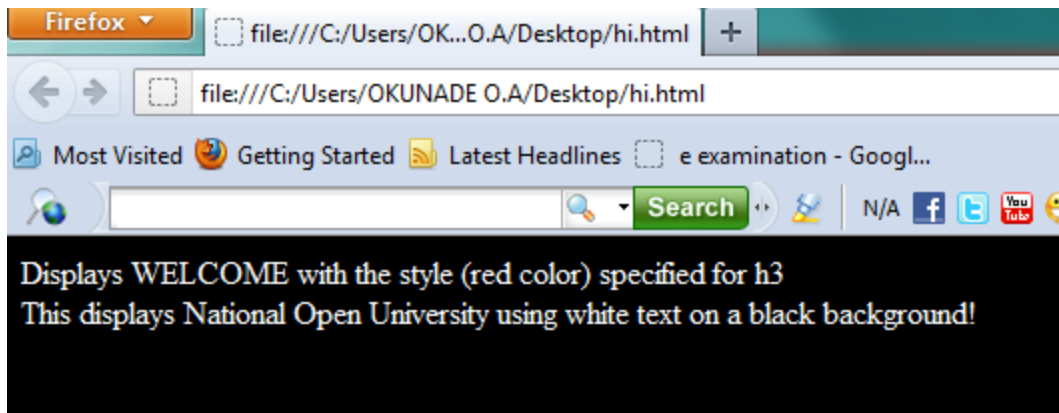 Firefox
file:///C:/Users/OK...O.A/Desktop/hi.html
file:///C:/Users/OKUNADE O.A/Desktop/hi.html
Most Visited Getting Started Latest Headlines e examination - Googl...
Search N/A f t You Tube
Displays WELCOME with the style (red color) specified for h3
This displays National Open University using white text on a black background!